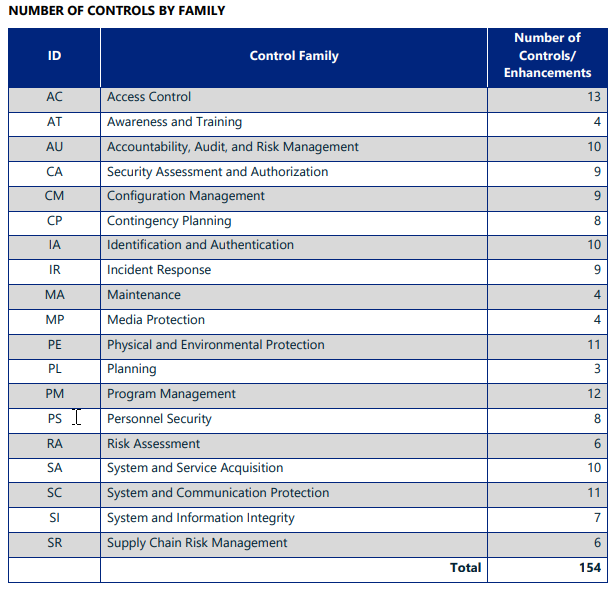 NUMBER OF CONTROLS BY FAMILY
ID Control Family Number of Controls/ Enhancements
AC Access Control 13
AT Awareness and Training 4
AU Accountability, Audit, and Risk Management 10
CA Security Assessment and Authorization 9
CM Configuration Management 9
CP Contingency Planning 8
IA Identification and Authentication 10
IR Incident Response 9
MA Maintenance 4
MP Media Protection 4
PE Physical and Environmental Protection 11
PL Planning 3
PM Program Management 12
PS Personnel Security 8
RA Risk Assessment 6
SA System and Service Acquisition 10
SC System and Communication Protection 11
SI System and Information Integrity 7
SR Supply Chain Risk Management 6
Total 154